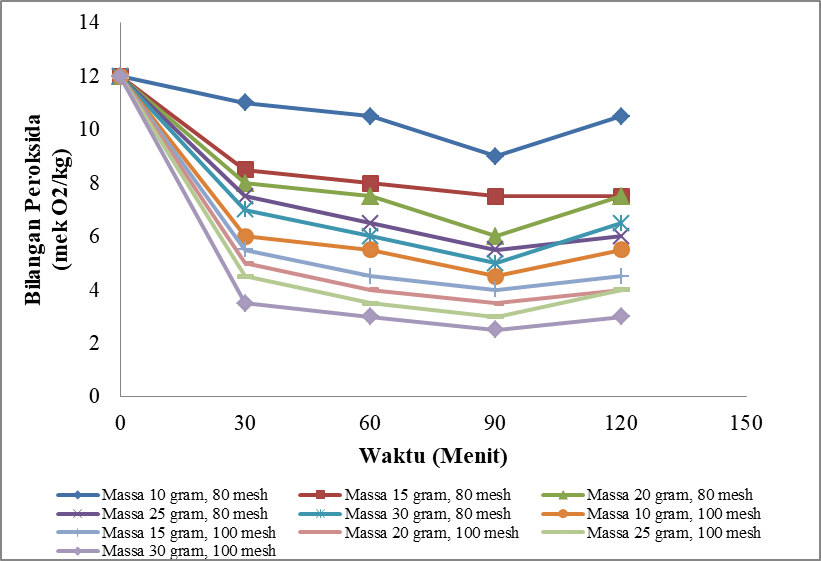 14
12
10
8
6
4
2
0
Bilangan Peroksida
(mek O2/kg)
0 30 60 90 120 150
Waktu (Menit)
Massa 10 gram, 80 mesh Massa 15 gram, 80 mesh Massa 20 gram, 80 mesh
Massa 25 gram, 80 mesh Massa 30 gram, 80 mesh Massa 10 gram, 100 mesh
Massa 15 gram, 100 mesh Massa 20 gram, 100 mesh Massa 25 gram, 100 mesh
Massa 30 gram, 100 mesh